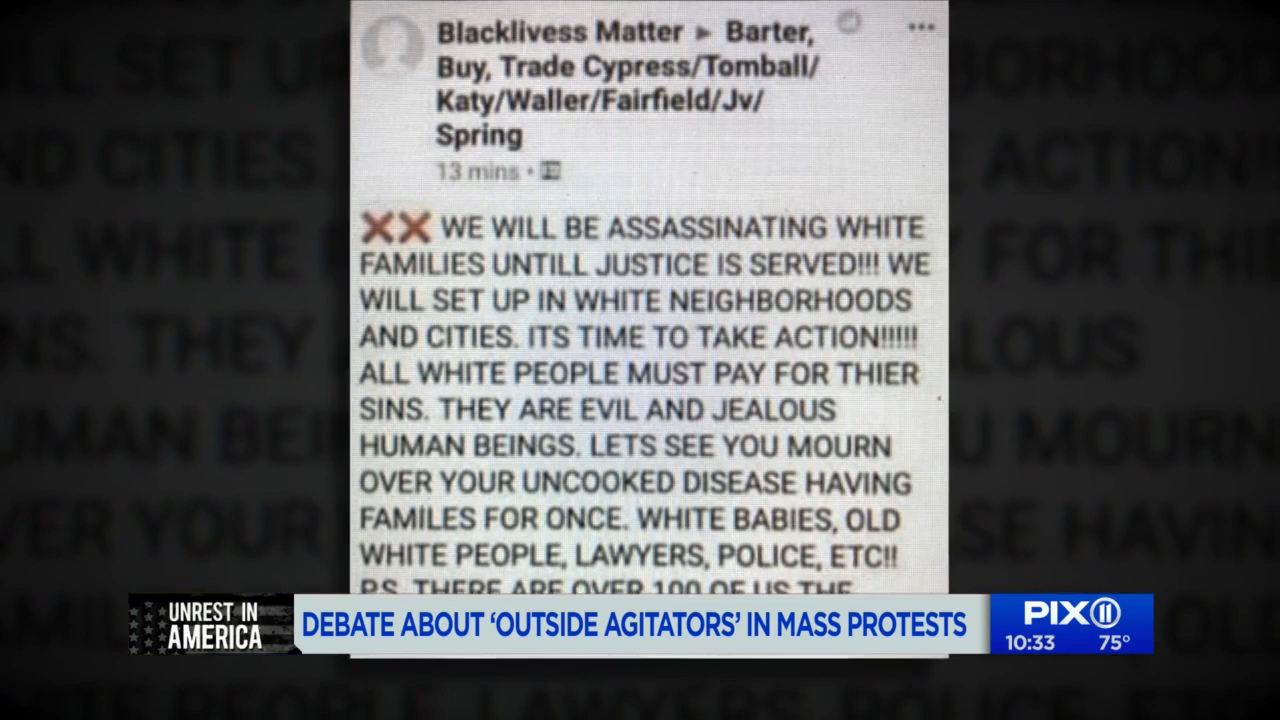 Blacklivess Matter ▸ Barter,
Buy, Trade Cypress/Tomball/
Katy/Waller/Fairfield/Jv/
Spring
13 mins •
❌❌ WE WILL BE ASSASSINATING WHITE
FAMILIES UNTILL JUSTICE IS SERVED!!! WE
WILL SET UP IN WHITE NEIGHBORHOODS
AND CITIES. ITS TIME TO TAKE ACTION!!!!!!
ALL WHITE PEOPLE MUST PAY FOR THIER
SINS. THEY ARE EVIL AND JEALOUS
HUMAN BEINGS. LETS SEE YOU MOURN
OVER YOUR UNCOOKED DISEASE HAVING
FAMILES FOR ONCE. WHITE BABIES, OLD
WHITE PEOPLE, LAWYERS, POLICE, ETC!!
P.S. THERE ARE OVER 100 OF US THE
UNREST IN
AMERICA
DEBATE ABOUT ‘OUTSIDE AGITATORS’ IN MASS PROTESTS
PIX 11
10:33 75°